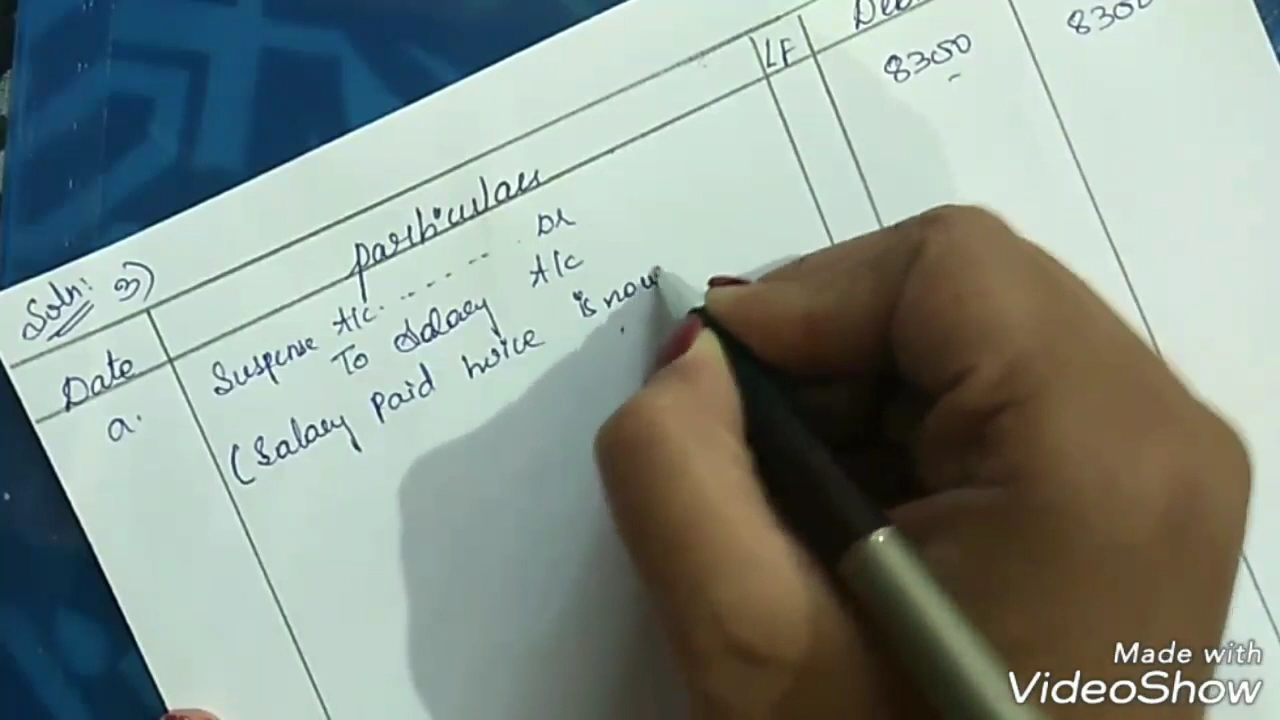 Soln: 3)
Date particulars LF
a. Suspense A/c. ........ Dr 8300 8300
To Salary A/c
(Salary paid twice is now
Made with
VideoShow